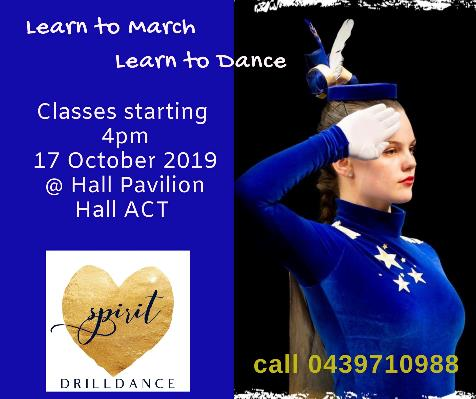 Learn to March
Learn to Dance
Classes starting
4pm
17 October 2019
@ Hall Pavilion
Hall ACT
spirit
DRILLDANCE
call 0439710988